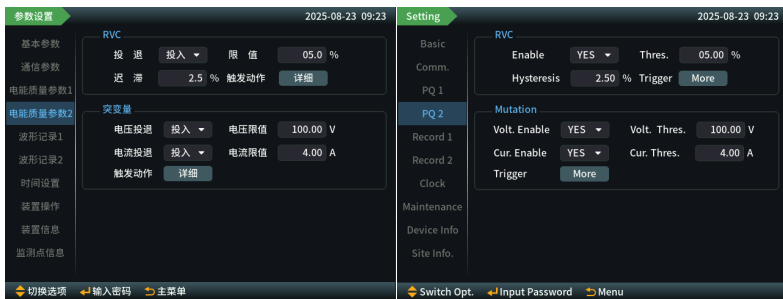 参数设置
2025-08-23 09:23
基本参数
通信参数
电能质量参数1
电能质量参数2
波形记录1
波形记录2
时间设置
装置操作
装置信息
监测点信息
RVC
投 退 投入 限 值 05.0 %
迟 滞 2.5 % 触发动作 详细
突变量
电压投退 投入 电压限值 100.00 V
电流投退 投入 电流限值 4.00 A
触发动作 详细
切换选项 输入密码 主菜单
Setting
2025-08-23 09:23
Basic
Comm.
PQ 1
PQ 2
Record 1
Record 2
Clock
Maintenance
Device Info
Site Info.
RVC
Enable YES Thres. 05.00 %
Hysteresis 2.50 % Trigger More
Mutation
Volt. Enable YES Volt. Thres. 100.00 V
Cur. Enable YES Cur. Thres. 4.00 A
Trigger More
Switch Opt. Input Password Menu